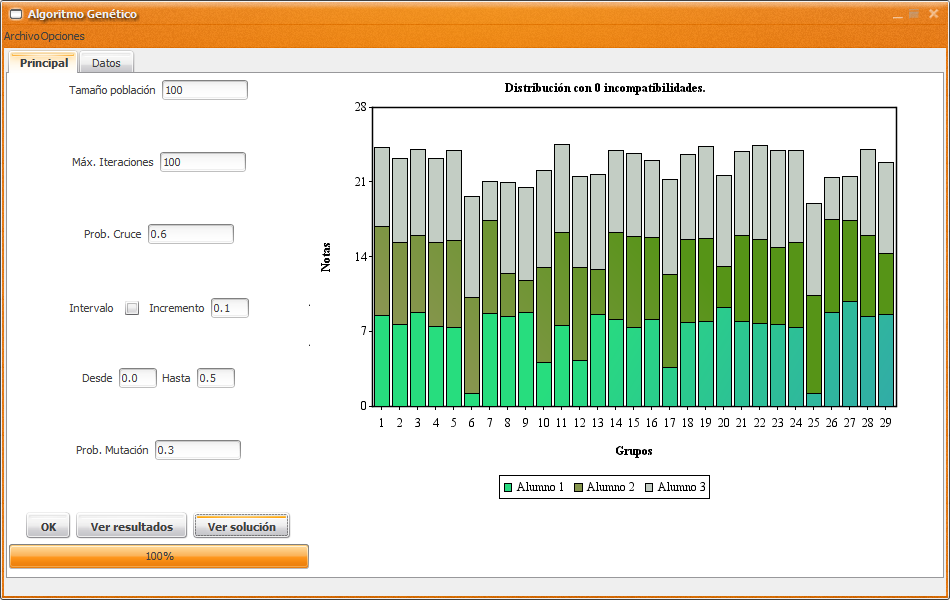 Algoritmo Genético
Archivo Opciones
Principal Datos
Tamaño población 100
Máx. Iteraciones 100
Prob. Cruce 0.6
Intervalo Incremento 0.1
Desde 0.0 Hasta 0.5
Prob. Mutación 0.3
OK Ver resultados Ver solución
100%
Distribución con 0 incompatibilidades.
Notas
28
21
14
7
0
1 2 3 4 5 6 7 8 9 10 11 12 13 14 15 16 17 18 19 20 21 22 23 24 25 26 27 28 29
Grupos
Alumno 1 Alumno 2 Alumno 3